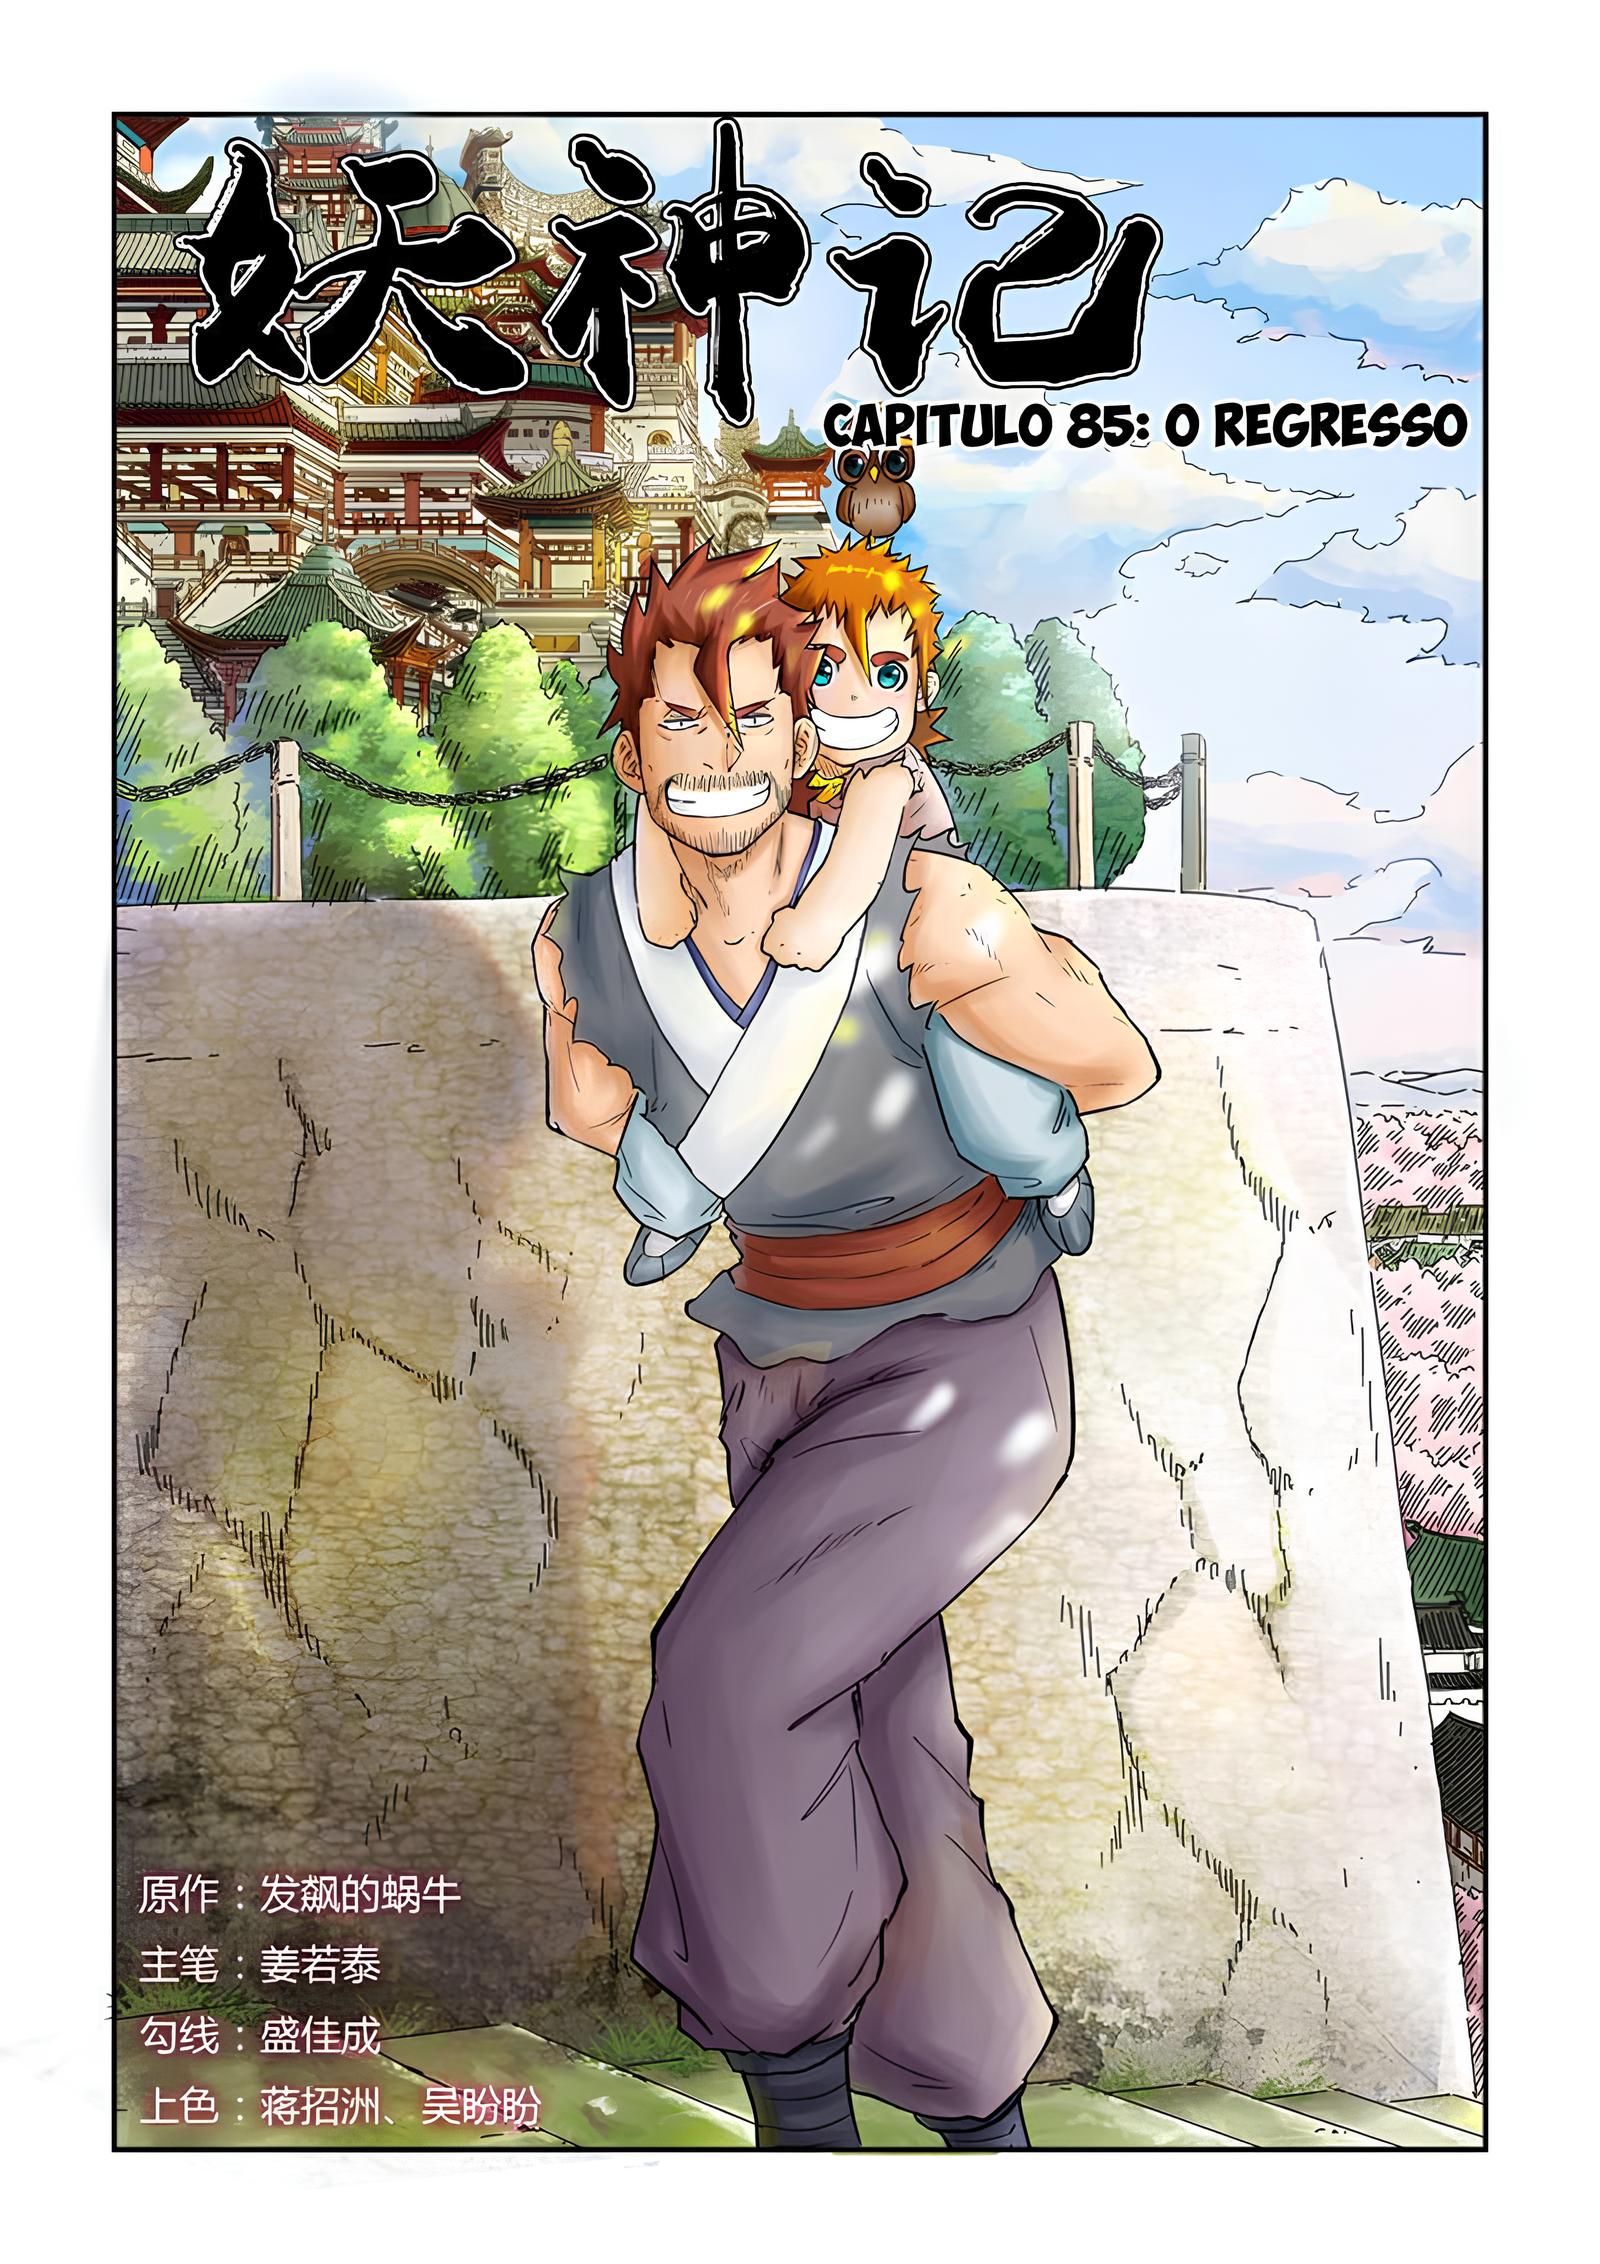 妖神记
CAPITULO 85: O REGRESSO
原作：发飙的蜗牛
主笔：姜若泰
勾线：盛佳成
上色：蒋招洲、吴盼盼